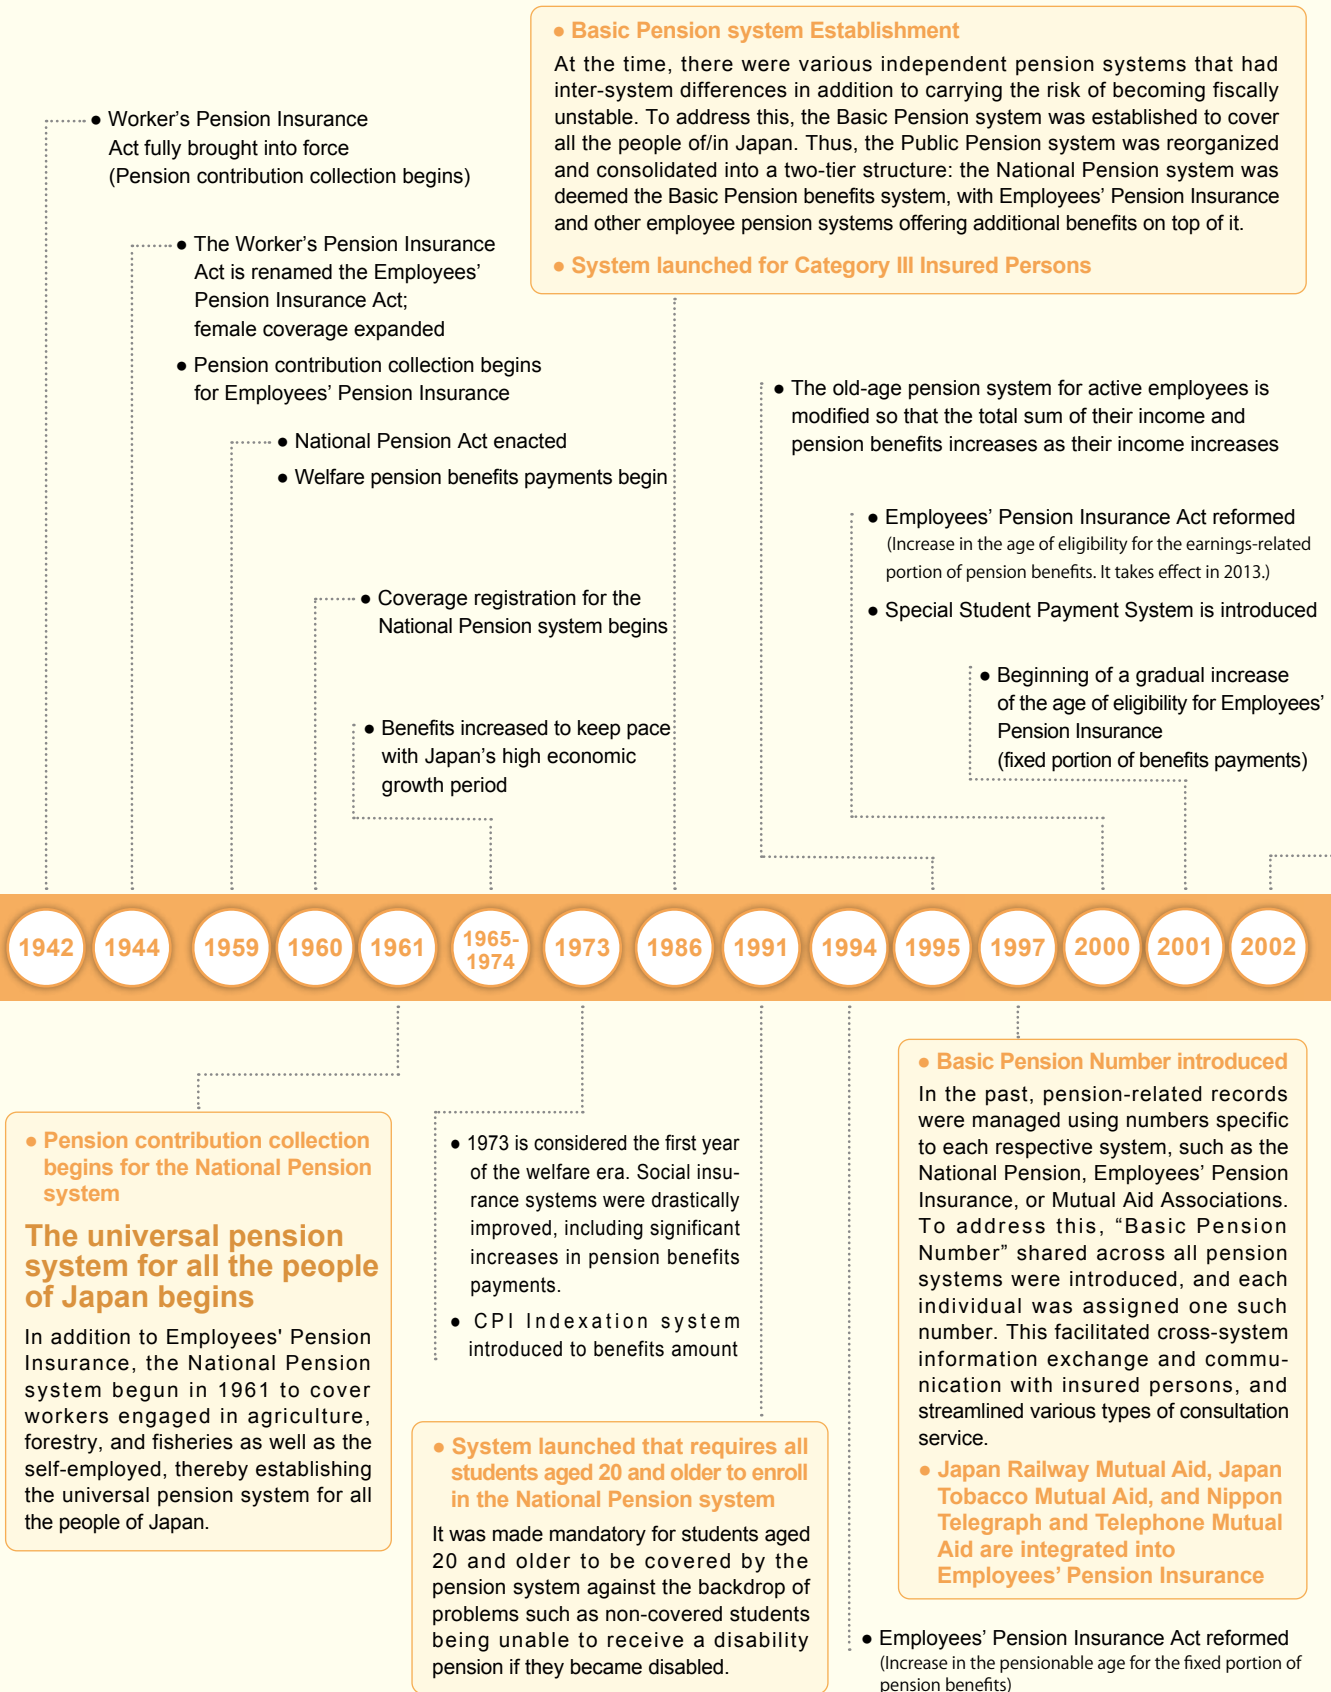 ● Basic Pension system Establishment
At the time, there were various independent pension systems that had
inter-system differences in addition to carrying the risk of becoming fiscally
unstable. To address this, the Basic Pension system was established to cover
all the people of/in Japan. Thus, the Public Pension system was reorganized
and consolidated into a two-tier structure: the National Pension system was
deemed the Basic Pension benefits system, with Employees’ Pension Insurance
and other employee pension systems offering additional benefits on top of it.
● System launched for Category III Insured Persons
● Worker’s Pension Insurance
Act fully brought into force
(Pension contribution collection begins)
● The Worker’s Pension Insurance
Act is renamed the Employees’
Pension Insurance Act;
female coverage expanded
● Pension contribution collection begins
for Employees’ Pension Insurance
● National Pension Act enacted
● Welfare pension benefits payments begin
● Coverage registration for the
National Pension system begins
● Benefits increased to keep pace
with Japan’s high economic
growth period
● The old-age pension system for active employees is
modified so that the total sum of their income and
pension benefits increases as their income increases
● Employees’ Pension Insurance Act reformed
(Increase in the age of eligibility for the earnings-related
portion of pension benefits. It takes effect in 2013.)
● Special Student Payment System is introduced
● Beginning of a gradual increase
of the age of eligibility for Employees’
Pension Insurance
(fixed portion of benefits payments)
1942
1944
1959
1960
1961
1965-
1974
1973
1986
1991
1994
1995
1997
2000
2001
2002
● Pension contribution collection
begins for the National Pension
system
The universal pension
system for all the people
of Japan begins
In addition to Employees' Pension
Insurance, the National Pension
system begun in 1961 to cover
workers engaged in agriculture,
forestry, and fisheries as well as the
self-employed, thereby establishing
the universal pension system for all
the people of Japan.
● 1973 is considered the first year
of the welfare era. Social insu-
rance systems were drastically
improved, including significant
increases in pension benefits
payments.
● CPI Indexation system
introduced to benefits amount
● System launched that requires all
students aged 20 and older to enroll
in the National Pension system
It was made mandatory for students aged
20 and older to be covered by the
pension system against the backdrop of
problems such as non-covered students
being unable to receive a disability
pension if they became disabled.
● Basic Pension Number introduced
In the past, pension-related records
were managed using numbers specific
to each respective system, such as the
National Pension, Employees’ Pension
Insurance, or Mutual Aid Associations.
To address this, “Basic Pension
Number” shared across all pension
systems were introduced, and each
individual was assigned one such
number. This facilitated cross-system
information exchange and commu-
nication with insured persons, and
streamlined various types of consultation
service.
● Japan Railway Mutual Aid, Japan
Tobacco Mutual Aid, and Nippon
Telegraph and Telephone Mutual
Aid are integrated into
Employees’ Pension Insurance
● Employees’ Pension Insurance Act reformed
(Increase in the pensionable age for the fixed portion of
pension benefits)